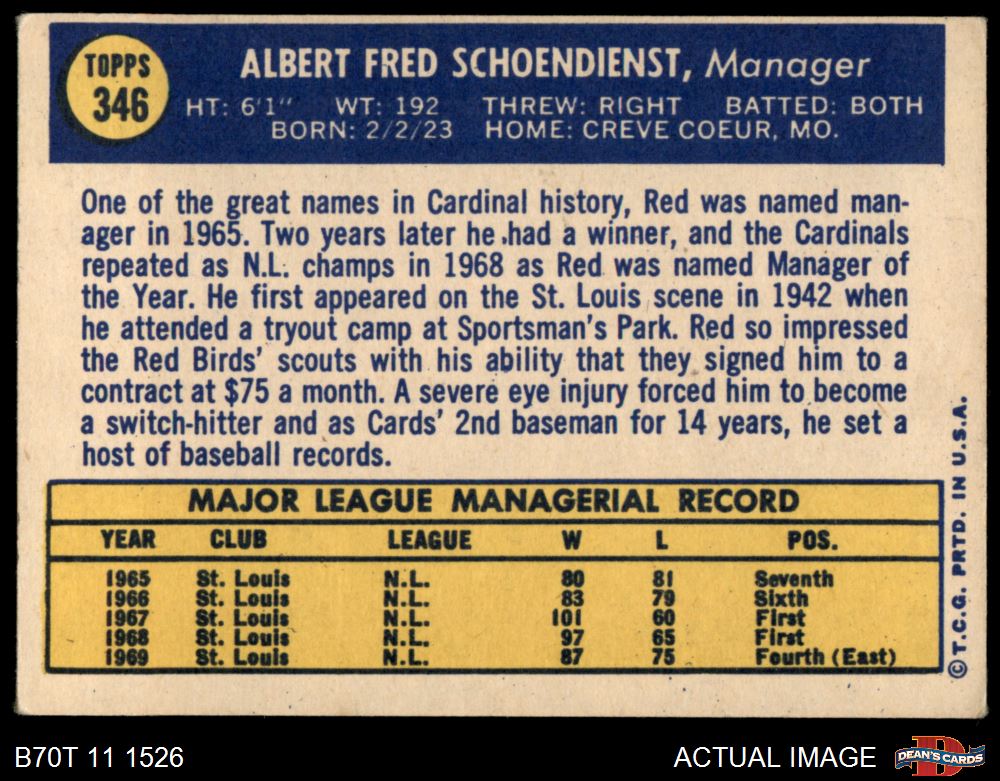 TOPPS
346
ALBERT FRED SCHOENDIENST, Manager
HT: 6'1" WT: 192 THREW: RIGHT BATTED: BOTH
BORN: 2/2/23 HOME: CREVE COEUR, MO.
One of the great names in Cardinal history, Red was named man-
ager in 1965. Two years later he had a winner, and the Cardinals
repeated as N.L. champs in 1968 as Red was named Manager of
the Year. He first appeared on the St. Louis scene in 1942 when
he attended a tryout camp at Sportsman's Park. Red so impressed
the Red Birds' scouts with his ability that they signed him to a
contract at $75 a month. A severe eye injury forced him to become
a switch-hitter and as Cards' 2nd baseman for 14 years, he set a
host of baseball records.
MAJOR LEAGUE MANAGERIAL RECORD
YEAR CLUB LEAGUE W L POS.
1965 St. Louis N.L. 80 81 Seventh
1966 St. Louis N.L. 83 79 Sixth
1967 St. Louis N.L. 101 60 First
1968 St. Louis N.L. 97 65 First
1969 St. Louis N.L. 87 75 Fourth (East)
©T.C.G. PRTD. IN U.S.A.
B70T 11 1526
ACTUAL IMAGE
D
DEAN'S CARDS